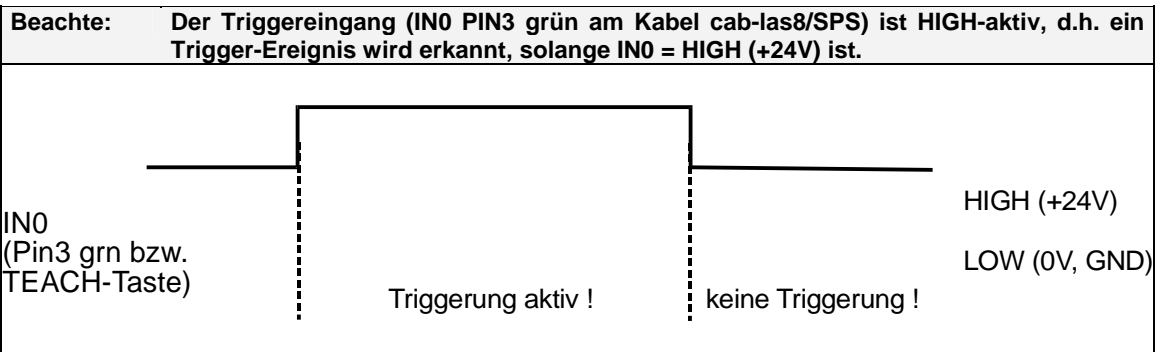 Beachte: Der Triggereingang (IN0 PIN3 grün am Kabel cab-las8/SPS) ist HIGH-aktiv, d.h. ein
Trigger-Ereignis wird erkannt, solange IN0 = HIGH (+24V) ist.
HIGH (+24V)
IN0
(Pin3 grn bzw.
TEACH-Taste)
LOW (0V, GND)
Triggerung aktiv !
keine Triggerung !